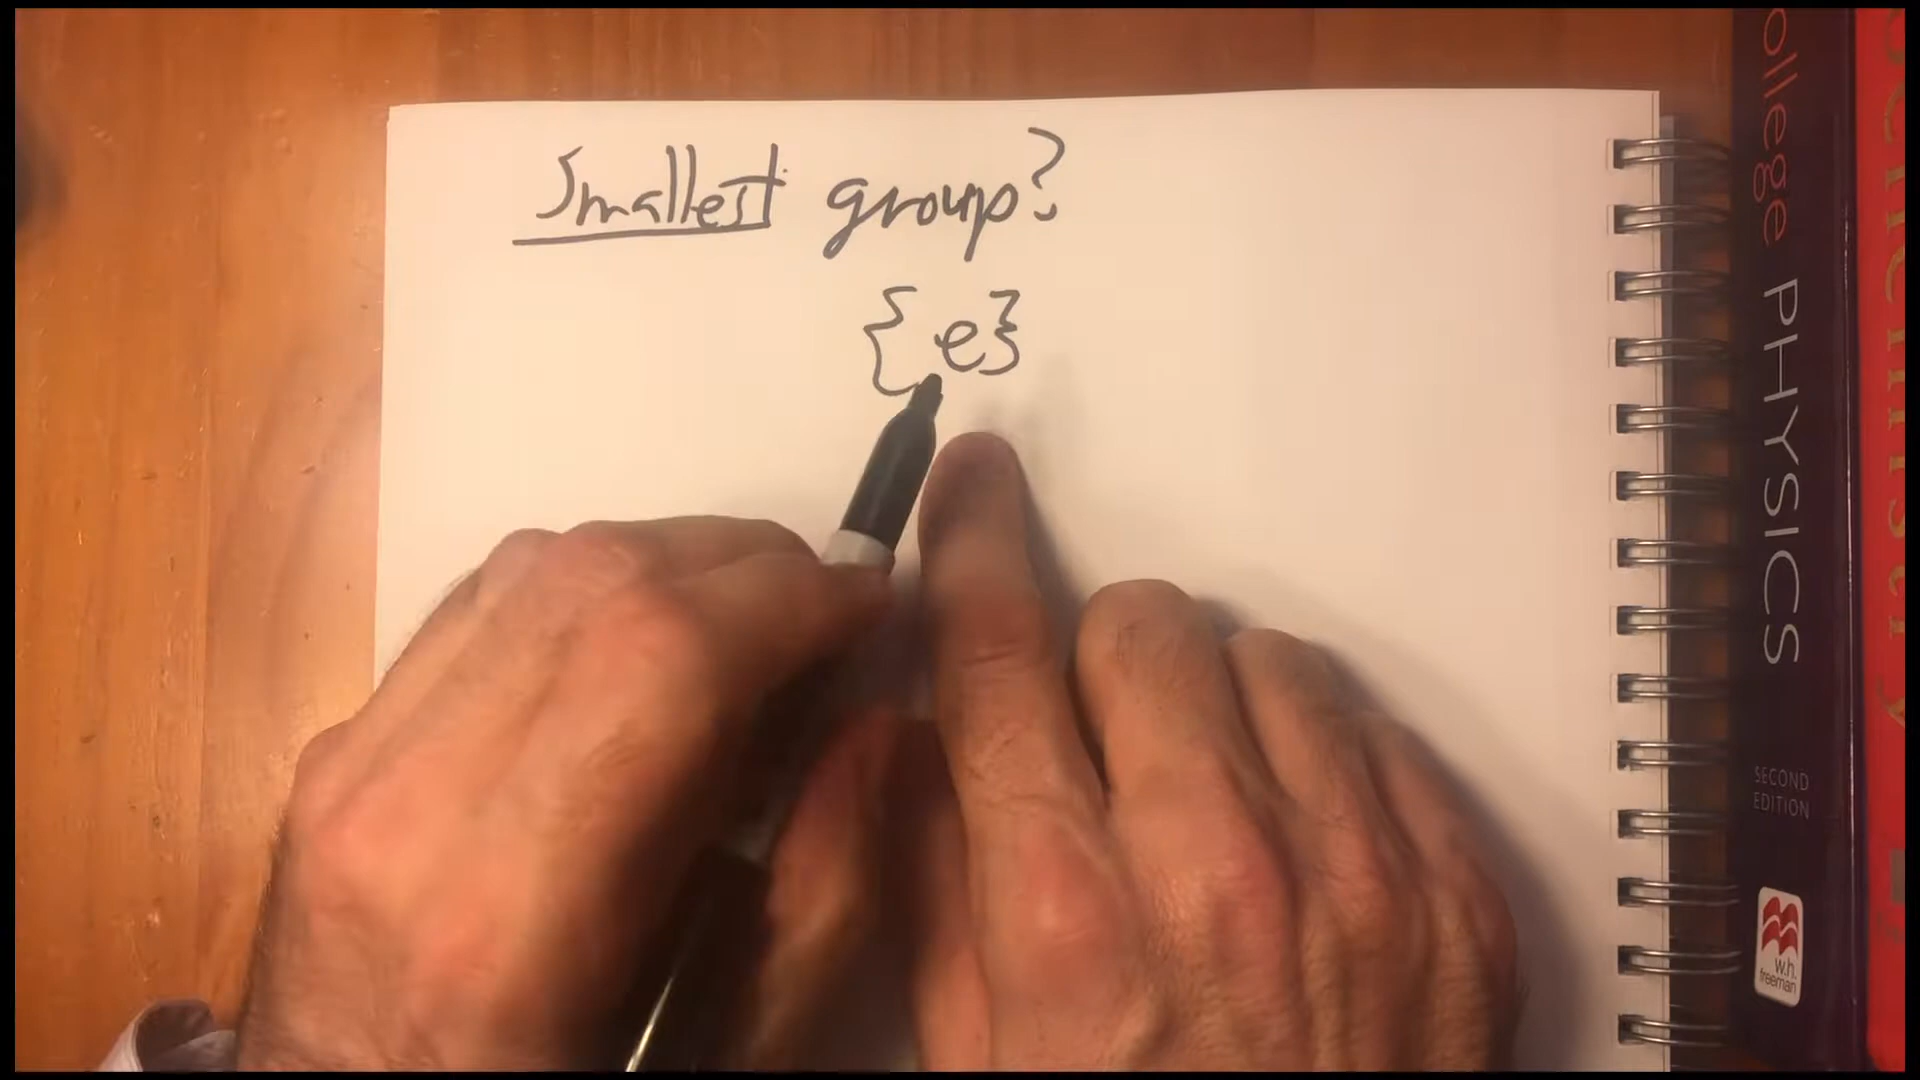 Smallest group?
{e}
ollege PHYSICS
SECOND
EDITION
w.h.
freeman